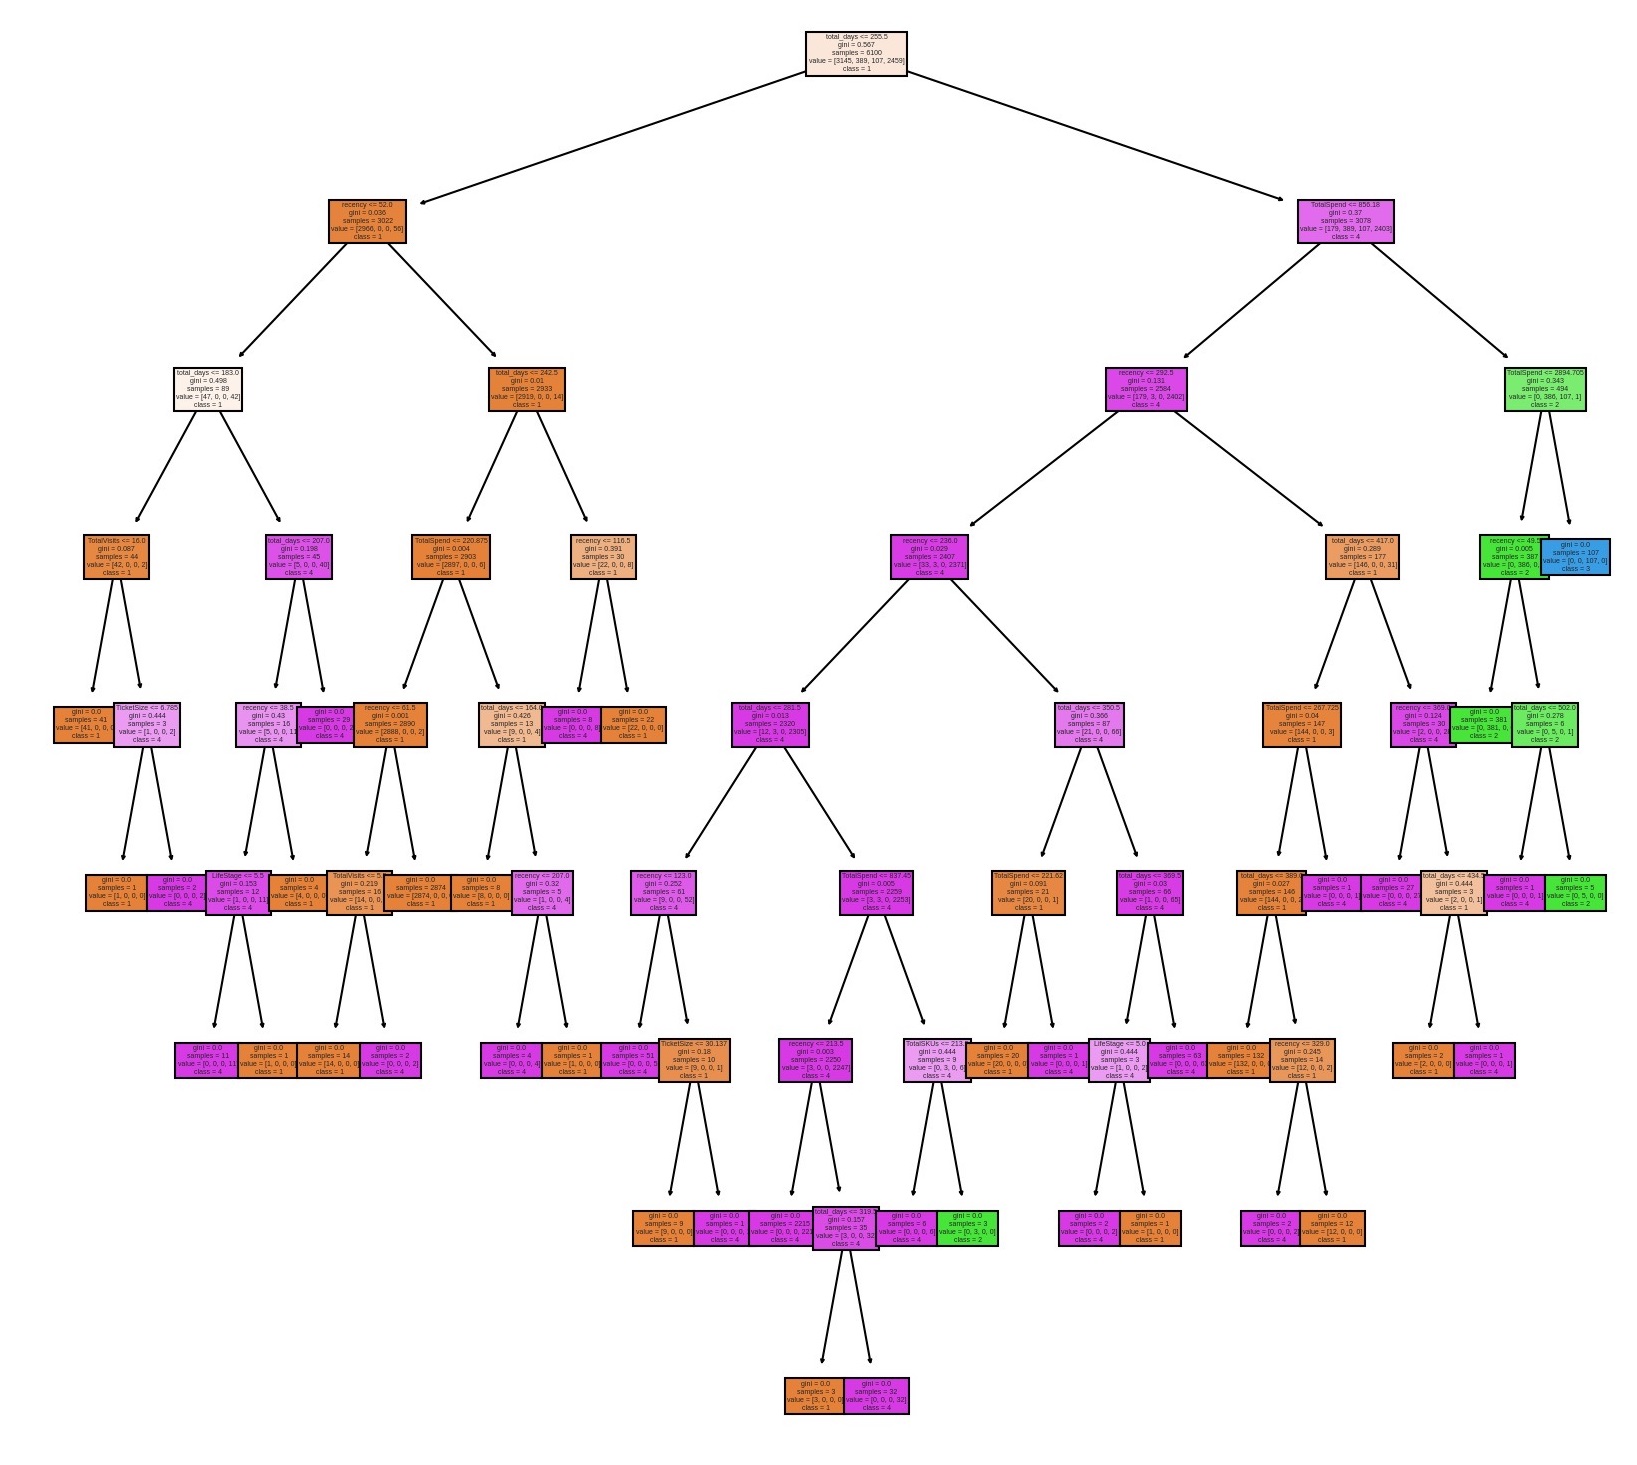 total_days <= 255.5
gini = 0.567
samples = 6100
value = [3145, 389, 107, 2459]
class = 1
recency <= 52.0
gini = 0.036
samples = 3022
value = [2966, 0, 0, 56]
class = 1
TotalSpend <= 856.18
gini = 0.37
samples = 3078
value = [179, 389, 107, 2403]
class = 4
total_days <= 183.0
gini = 0.498
samples = 89
value = [47, 0, 0, 42]
class = 1
total_days <= 242.5
gini = 0.01
samples = 2933
value = [2919, 0, 0, 14]
class = 1
recency <= 292.5
gini = 0.131
samples = 2584
value = [179, 3, 0, 2402]
class = 4
TotalSpend <= 2894.705
gini = 0.343
samples = 494
value = [0, 386, 107, 1]
class = 2
TotalVisits <= 16.0
gini = 0.087
samples = 44
value = [42, 0, 0, 2]
class = 1
total_days <= 207.0
gini = 0.198
samples = 45
value = [5, 0, 0, 40]
class = 4
TotalSpend <= 220.875
gini = 0.004
samples = 2903
value = [2897, 0, 0, 6]
class = 1
recency <= 116.5
gini = 0.391
samples = 30
value = [22, 0, 0, 8]
class = 1
recency <= 236.0
gini = 0.029
samples = 2407
value = [33, 3, 0, 2371]
class = 4
total_days <= 417.0
gini = 0.289
samples = 177
value = [146, 0, 0, 31]
class = 1
recency <= 49.5
gini = 0.005
samples = 387
value = [0, 386, 0,
class = 2
gini = 0.0
samples = 107
value = [0, 0, 107, 0]
class = 3
gini = 0.0
samples = 41
value = [41, 0, 0,
class = 1
TicketSize <= 6.785
gini = 0.444
samples = 3
value = [1, 0, 0, 2]
class = 4
recency <= 38.5
gini = 0.43
samples = 16
value = [5, 0, 0, 11
class = 4
gini = 0.0
samples = 29
value = [0, 0, 0,
class = 4
recency <= 61.5
gini = 0.001
samples = 2890
value = [2888, 0, 0, 2]
class = 1
total_days <= 164.0
gini = 0.426
samples = 13
value = [9, 0, 0, 4]
class = 1
gini = 0.0
samples = 8
value = [0, 0, 0, 8]
class = 4
gini = 0.0
samples = 22
value = [22, 0, 0, 0]
class = 1
total_days <= 261.5
gini = 0.013
samples = 2320
value = [12, 3, 0, 2305]
class = 4
total_days <= 350.5
gini = 0.366
samples = 87
value = [21, 0, 0, 66]
class = 4
TotalSpend <= 267.725
gini = 0.04
samples = 147
value = [144, 0, 0, 3]
class = 1
recency <= 369.0
gini = 0.124
samples = 30
value = [2, 0, 0, 2
class = 4
gini = 0.0
samples = 381
value = [0, 381, 0,
class = 2
total_days <= 502.0
gini = 0.278
samples = 6
value = [0, 5, 0, 1]
class = 2
gini = 0.0
samples = 1
value = [1, 0, 0, 0]
class = 1
gini = 0.0
samples = 2
value = [0, 0, 0, 2]
class = 4
LifeStage <= 5.5
gini = 0.153
samples = 12
value = [1, 0, 0, 11]
class = 4
gini = 0.0
samples = 4
value = [4, 0, 0, 0
class = 1
TotalVisits <= 5.
gini = 0.219
samples = 16
value = [14, 0, 0,
class = 1
gini = 0.0
samples = 2874
value = [2874, 0, 0,
class = 1
gini = 0.0
samples = 8
value = [8, 0, 0, 0]
class = 1
recency <= 207.0
gini = 0.32
samples = 5
value = [1, 0, 0, 4]
class = 4
recency <= 123.0
gini = 0.252
samples = 61
value = [9, 0, 0, 52]
class = 4
TotalSpend <= 837.45
gini = 0.005
samples = 2259
value = [3, 3, 0, 2253]
class = 4
TotalSpend <= 221.62
gini = 0.091
samples = 21
value = [20, 0, 0, 1]
class = 1
total_days <= 369.5
gini = 0.03
samples = 66
value = [1, 0, 0, 65]
class = 4
total_days <= 389.
gini = 0.027
samples = 146
value = [144, 0, 0, 2
class = 1
gini = 0.0
samples = 1
value = [0, 0, 0, 1]
class = 4
gini = 0.0
samples = 27
value = [0, 0, 0, 27
class = 4
total_days <= 434.5
gini = 0.444
samples = 3
value = [2, 0, 0, 1]
class = 1
gini = 0.0
samples = 1
value = [0, 0, 0, 1]
class = 4
gini = 0.0
samples = 5
value = [0, 5, 0, 0]
class = 2
gini = 0.0
samples = 11
value = [0, 0, 0, 11
class = 4
gini = 0.0
samples = 1
value = [1, 0, 0, 0]
class = 1
gini = 0.0
samples = 14
value = [14, 0, 0, 0
class = 1
gini = 0.0
samples = 2
value = [0, 0, 0, 2]
class = 4
gini = 0.0
samples = 4
value = [0, 0, 0, 4]
class = 4
gini = 0.0
samples = 1
value = [1, 0, 0, 0]
class = 1
gini = 0.0
samples = 51
value = [0, 0, 0, 5
class = 4
TicketSize <= 30.137
gini = 0.18
samples = 10
value = [9, 0, 0, 1]
class = 1
recency <= 213.5
gini = 0.003
samples = 2250
value = [3, 0, 0, 2247]
class = 4
TotalSKUs <= 213.
gini = 0.444
samples = 9
value = [0, 3, 0, 6]
class = 4
gini = 0.0
samples = 20
value = [20, 0, 0, 0
class = 1
gini = 0.0
samples = 1
value = [0, 0, 0, 1]
class = 4
LifeStage <= 5.0
gini = 0.444
samples = 3
value = [1, 0, 0, 2]
class = 4
gini = 0.0
samples = 63
value = [0, 0, 0, 6
class = 4
gini = 0.0
samples = 132
value = [132, 0, 0,
class = 1
recency <= 329.0
gini = 0.245
samples = 14
value = [12, 0, 0, 2]
class = 1
gini = 0.0
samples = 2
value = [2, 0, 0, 0]
class = 1
gini = 0.0
samples = 1
value = [0, 0, 0, 1]
class = 4
gini = 0.0
samples = 9
value = [9, 0, 0, 0]
class = 1
gini = 0.0
samples = 1
value = [0, 0, 0,
class = 4
gini = 0.0
samples = 2215
value = [0, 0, 0, 221
class = 4
total_days <= 319.5
gini = 0.157
samples = 35
value = [3, 0, 0, 32
class = 4
gini = 0.0
samples = 6
value = [0, 0, 0, 6]
class = 4
gini = 0.0
samples = 3
value = [0, 3, 0, 0]
class = 2
gini = 0.0
samples = 2
value = [0, 0, 0, 2]
class = 4
gini = 0.0
samples = 1
value = [1, 0, 0, 0]
class = 1
gini = 0.0
samples = 2
value = [0, 0, 0, 2]
class = 4
gini = 0.0
samples = 12
value = [12, 0, 0, 0]
class = 1
gini = 0.0
samples = 3
value = [3, 0, 0, 0]
class = 1
gini = 0.0
samples = 32
value = [0, 0, 0, 32]
class = 4